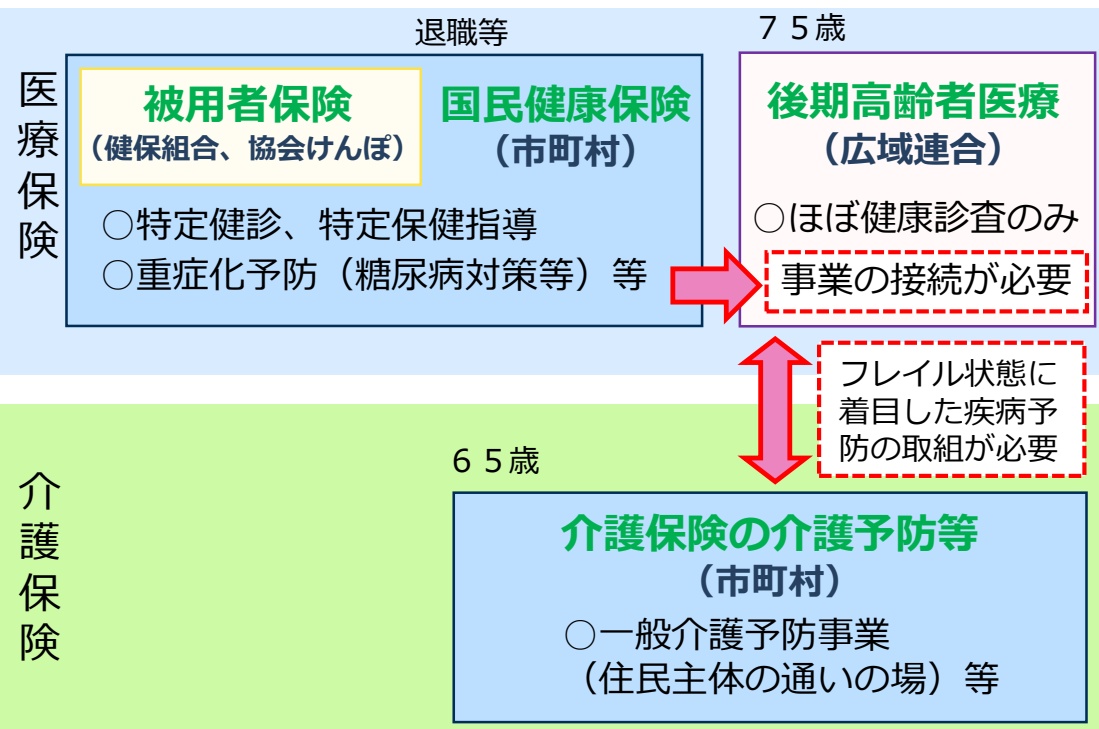 退職等
７５歳
医療保険
被用者保険
（健保組合、協会けんぽ）
国民健康保険
（市町村）
○特定健診、特定保健指導
○重症化予防（糖尿病対策等）等
後期高齢者医療
（広域連合）
○ほぼ健康診査のみ
事業の接続が必要
フレイル状態に
着目した疾病予
防の取組が必要
介護保険
６５歳
介護保険の介護予防等
（市町村）
○一般介護予防事業
（住民主体の通いの場）等